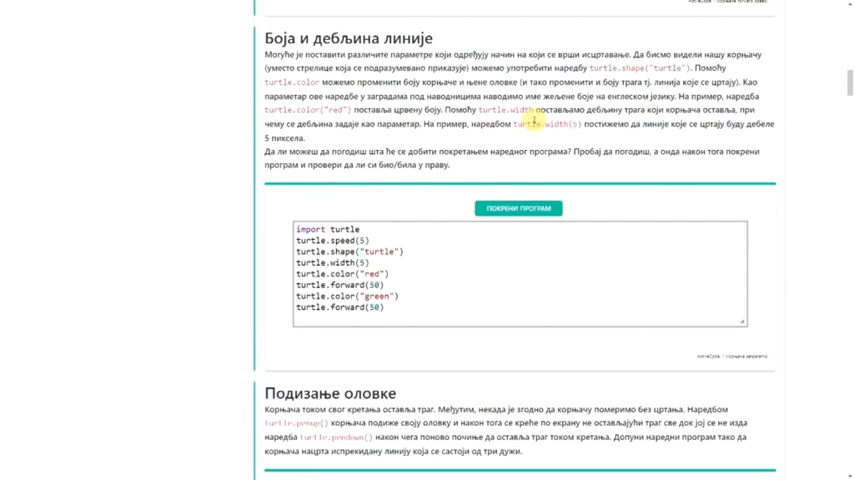 Боја и дебљина линије
Могуће је поставити различите параметре који одређују начин на који се врши исцртавање. Да бисмо видели нашу корњачу
(уместо стрелице која се подразумевано приказује) можемо употребити наредбу turtle.shape("turtle"). Помоћу
turtle.color можемо променити боју корњаче и њене оловке (и тако променити и боју трага тј. линија које се цртају). Као
параметар ове наредбе у заградама под наводницима наводимо име жељене боје на енглеском језику. На пример, наредба
turtle.color("red") поставља црвену боју. Помоћу turtle.width постављамо дебљину трага који корњача оставља, при
чему се дебљина задаје као параметар. На пример, наредбом turtle.width(5) постижемо да линије које се цртају буду дебеле
5 пиксела.
Да ли можеш да погодиш шта ће се добити покретањем наредног програма? Пробај да погодиш, а онда након тога покрени
програм и провери да ли си био/била у праву.
ПОКРЕНИ ПРОГРАМ
import turtle
turtle.speed(5)
turtle.shape("turtle")
turtle.width(5)
turtle.color("red")
turtle.forward(50)
turtle.color("green")
turtle.forward(50)
Подизање оловке
Корњача током свог кретања оставља траг. Међутим, некада је згодно да корњачу померимо без цртања. Наредбом
turtle.penup() корњача подиже своју оловку и након тога се креће по екрану не остављајући траг све док јој се не изда
наредба turtle.pendown() након чега поново почиње да оставља траг током кретања. Допуни наредни програм тако да
корњача нацрта испрекидану линију која се састоји од три дужи.